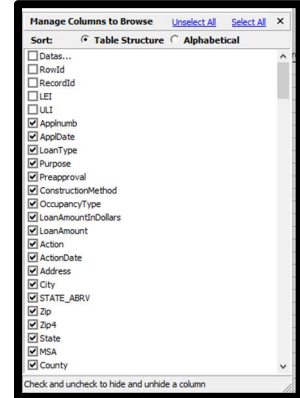 Manage Columns to Browse Unselect All Select All ×
Sort: Table Structure Alphabetical
Datas...
RowId
RecordId
LEI
ULI
Applnumb
ApplDate
LoanType
Purpose
Preapproval
ConstructionMethod
OccupancyType
LoanAmountInDollars
LoanAmount
Action
ActionDate
Address
City
STATE_ABRV
Zip
Zip4
State
MSA
County
Check and uncheck to hide and unhide a column